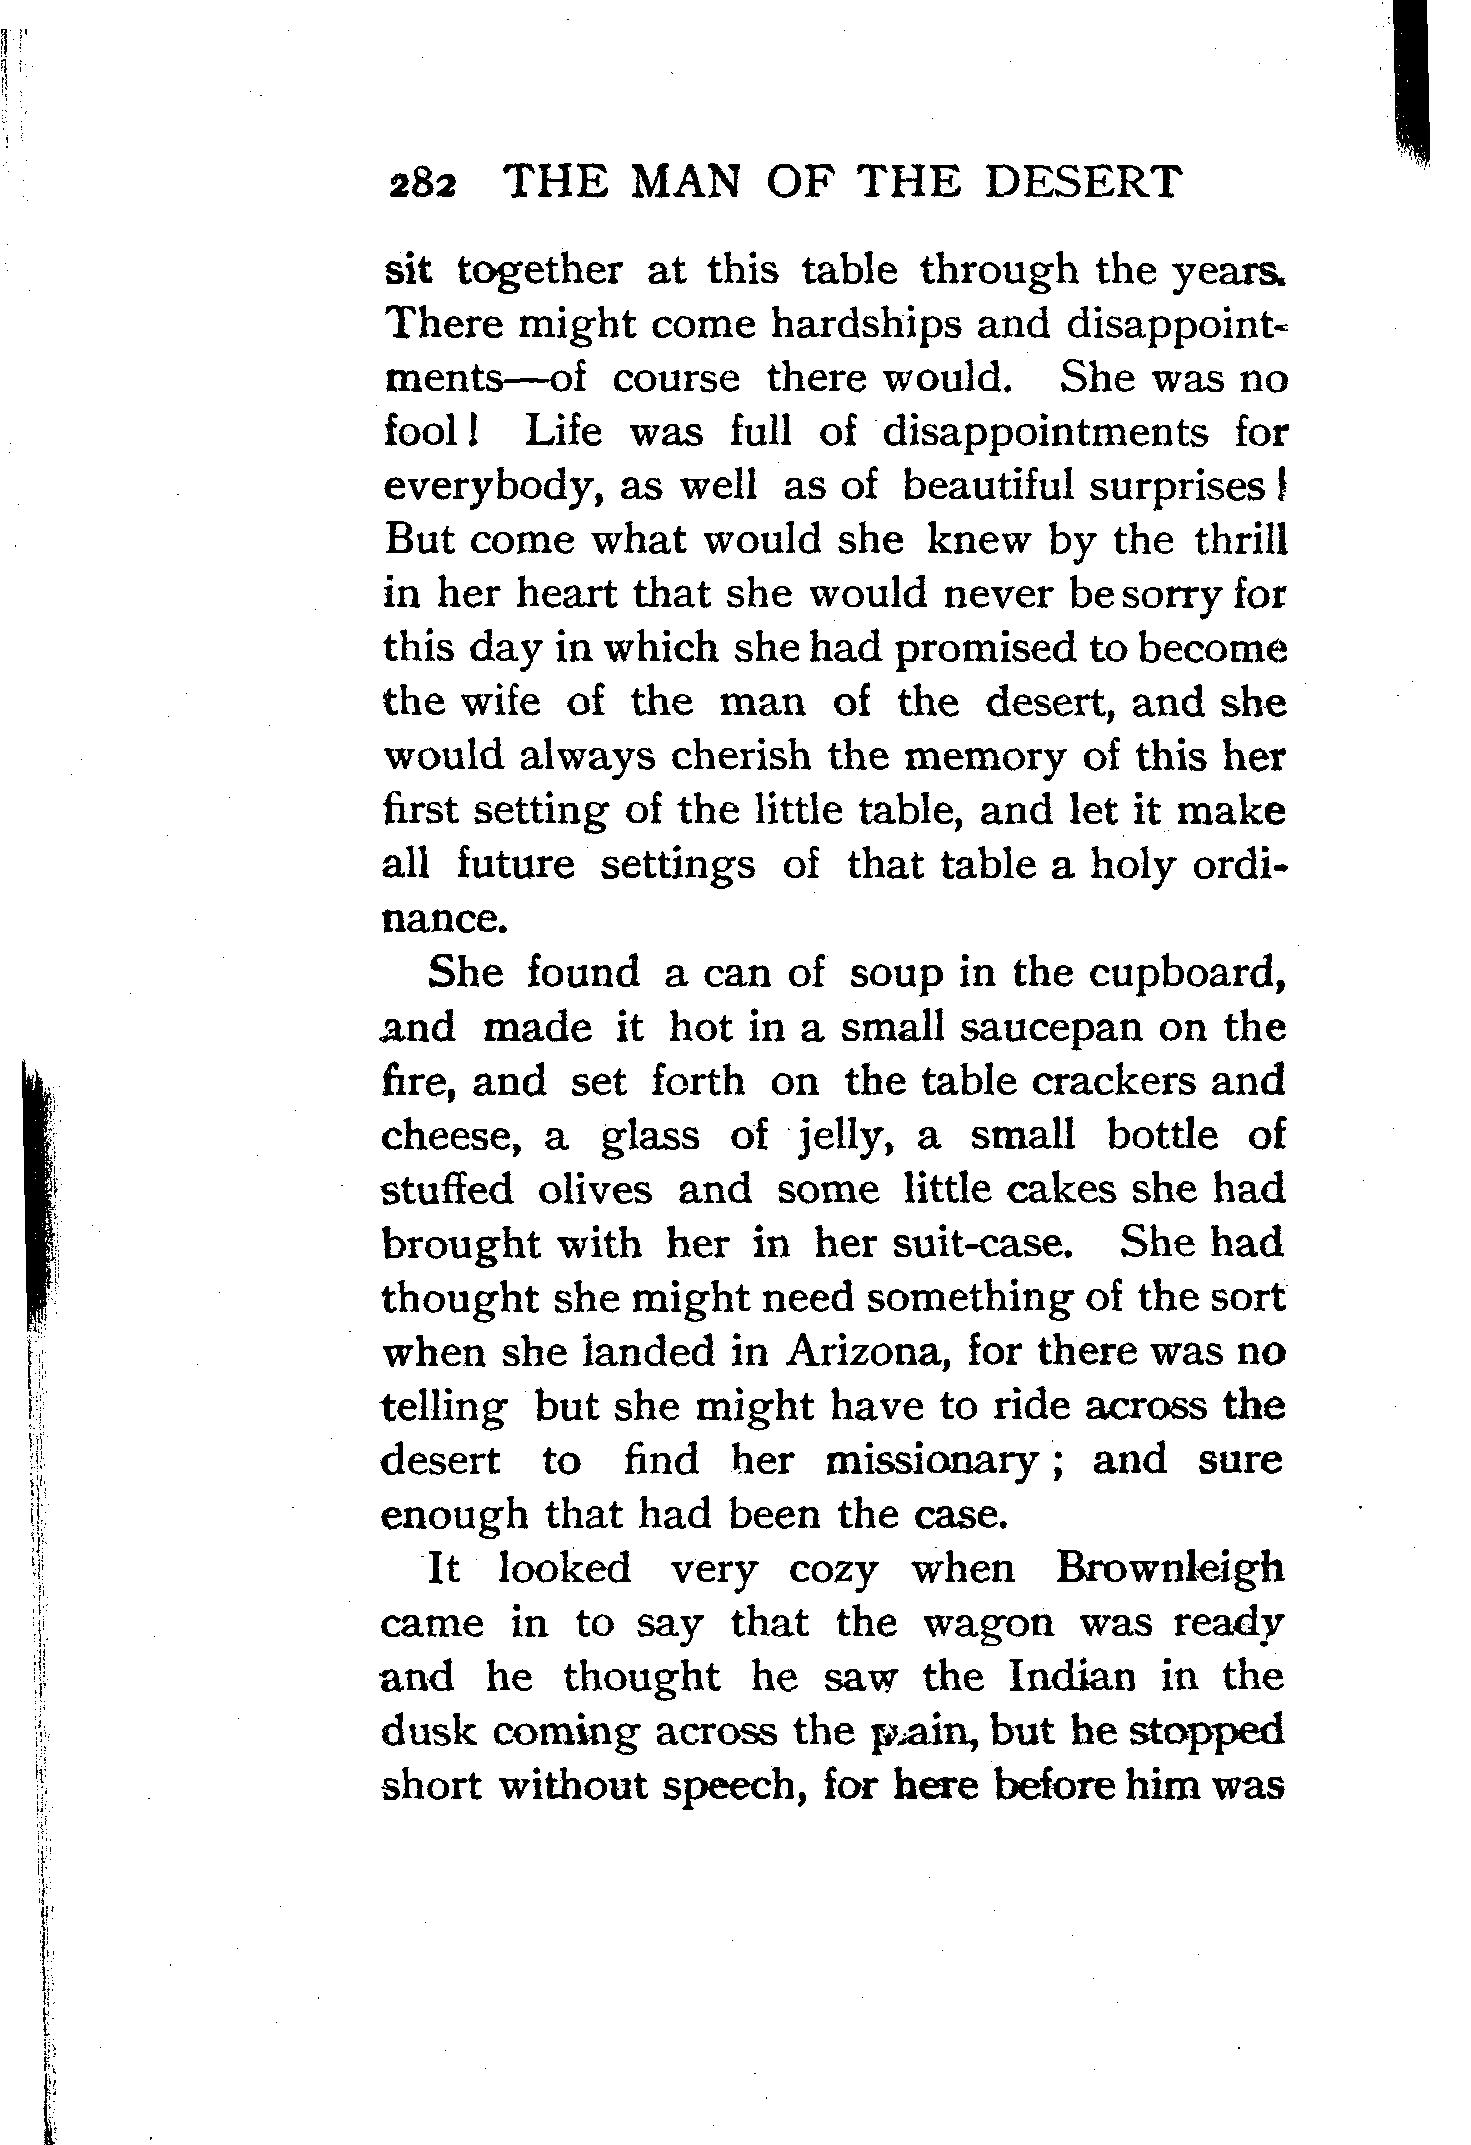 282 THE MAN OF THE DESERT
sit together at this table through the years.
There might come hardships and disappoint-
ments—of course there would. She was no
fool! Life was full of disappointments for
everybody, as well as of beautiful surprises!
But come what would she knew by the thrill
in her heart that she would never be sorry for
this day in which she had promised to become
the wife of the man of the desert, and she
would always cherish the memory of this her
first setting of the little table, and let it make
all future settings of that table a holy ordi-
nance.
She found a can of soup in the cupboard,
and made it hot in a small saucepan on the
fire, and set forth on the table crackers and
cheese, a glass of jelly, a small bottle of
stuffed olives and some little cakes she had
brought with her in her suit-case. She had
thought she might need something of the sort
when she landed in Arizona, for there was no
telling but she might have to ride across the
desert to find her missionary; and sure
enough that had been the case.
It looked very cozy when Brownleigh
came in to say that the wagon was ready
and he thought he saw the Indian in the
dusk coming across the plain, but he stopped
short without speech, for here before him was